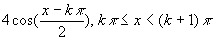 4cos((x − kπ)/2), kπ ≤ x < (k + 1) π